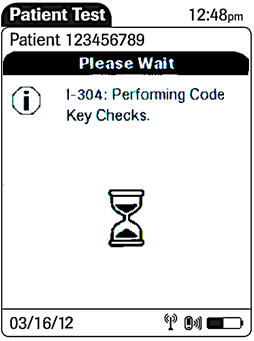 Patient Test 12:48pm
Patient 123456789
Please Wait
I-304: Performing Code
Key Checks.
03/16/12